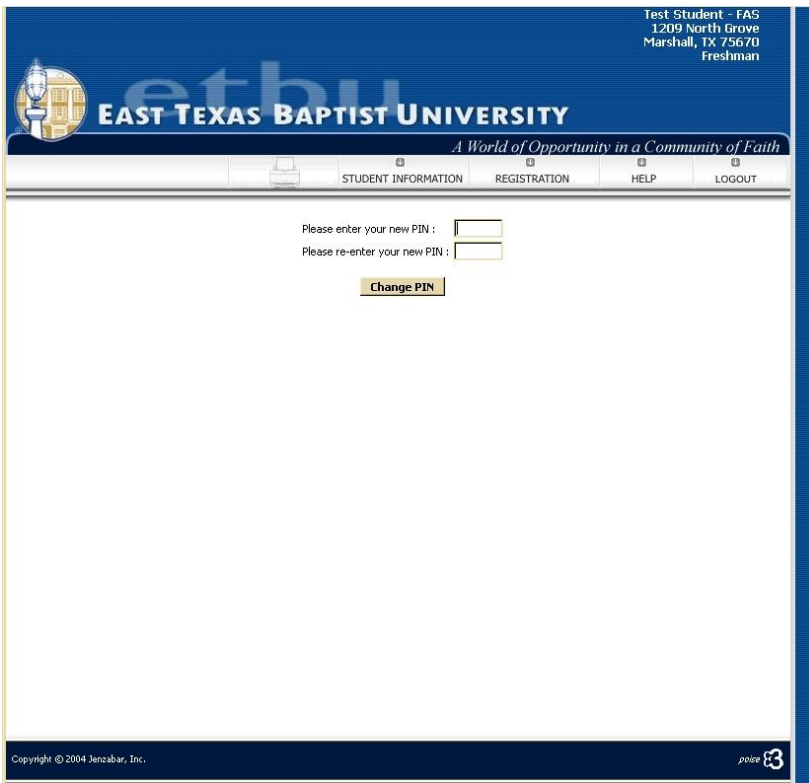 Test Student - FAS
1209 North Grove
Marshall, TX 75670
Freshman
etbu
EAST TEXAS BAPTIST UNIVERSITY
A World of Opportunity in a Community of Faith
STUDENT INFORMATION REGISTRATION HELP LOGOUT
Please enter your new PIN :
Please re-enter your new PIN :
Change PIN
Copyright © 2004 Jenzabar, Inc. poise E3